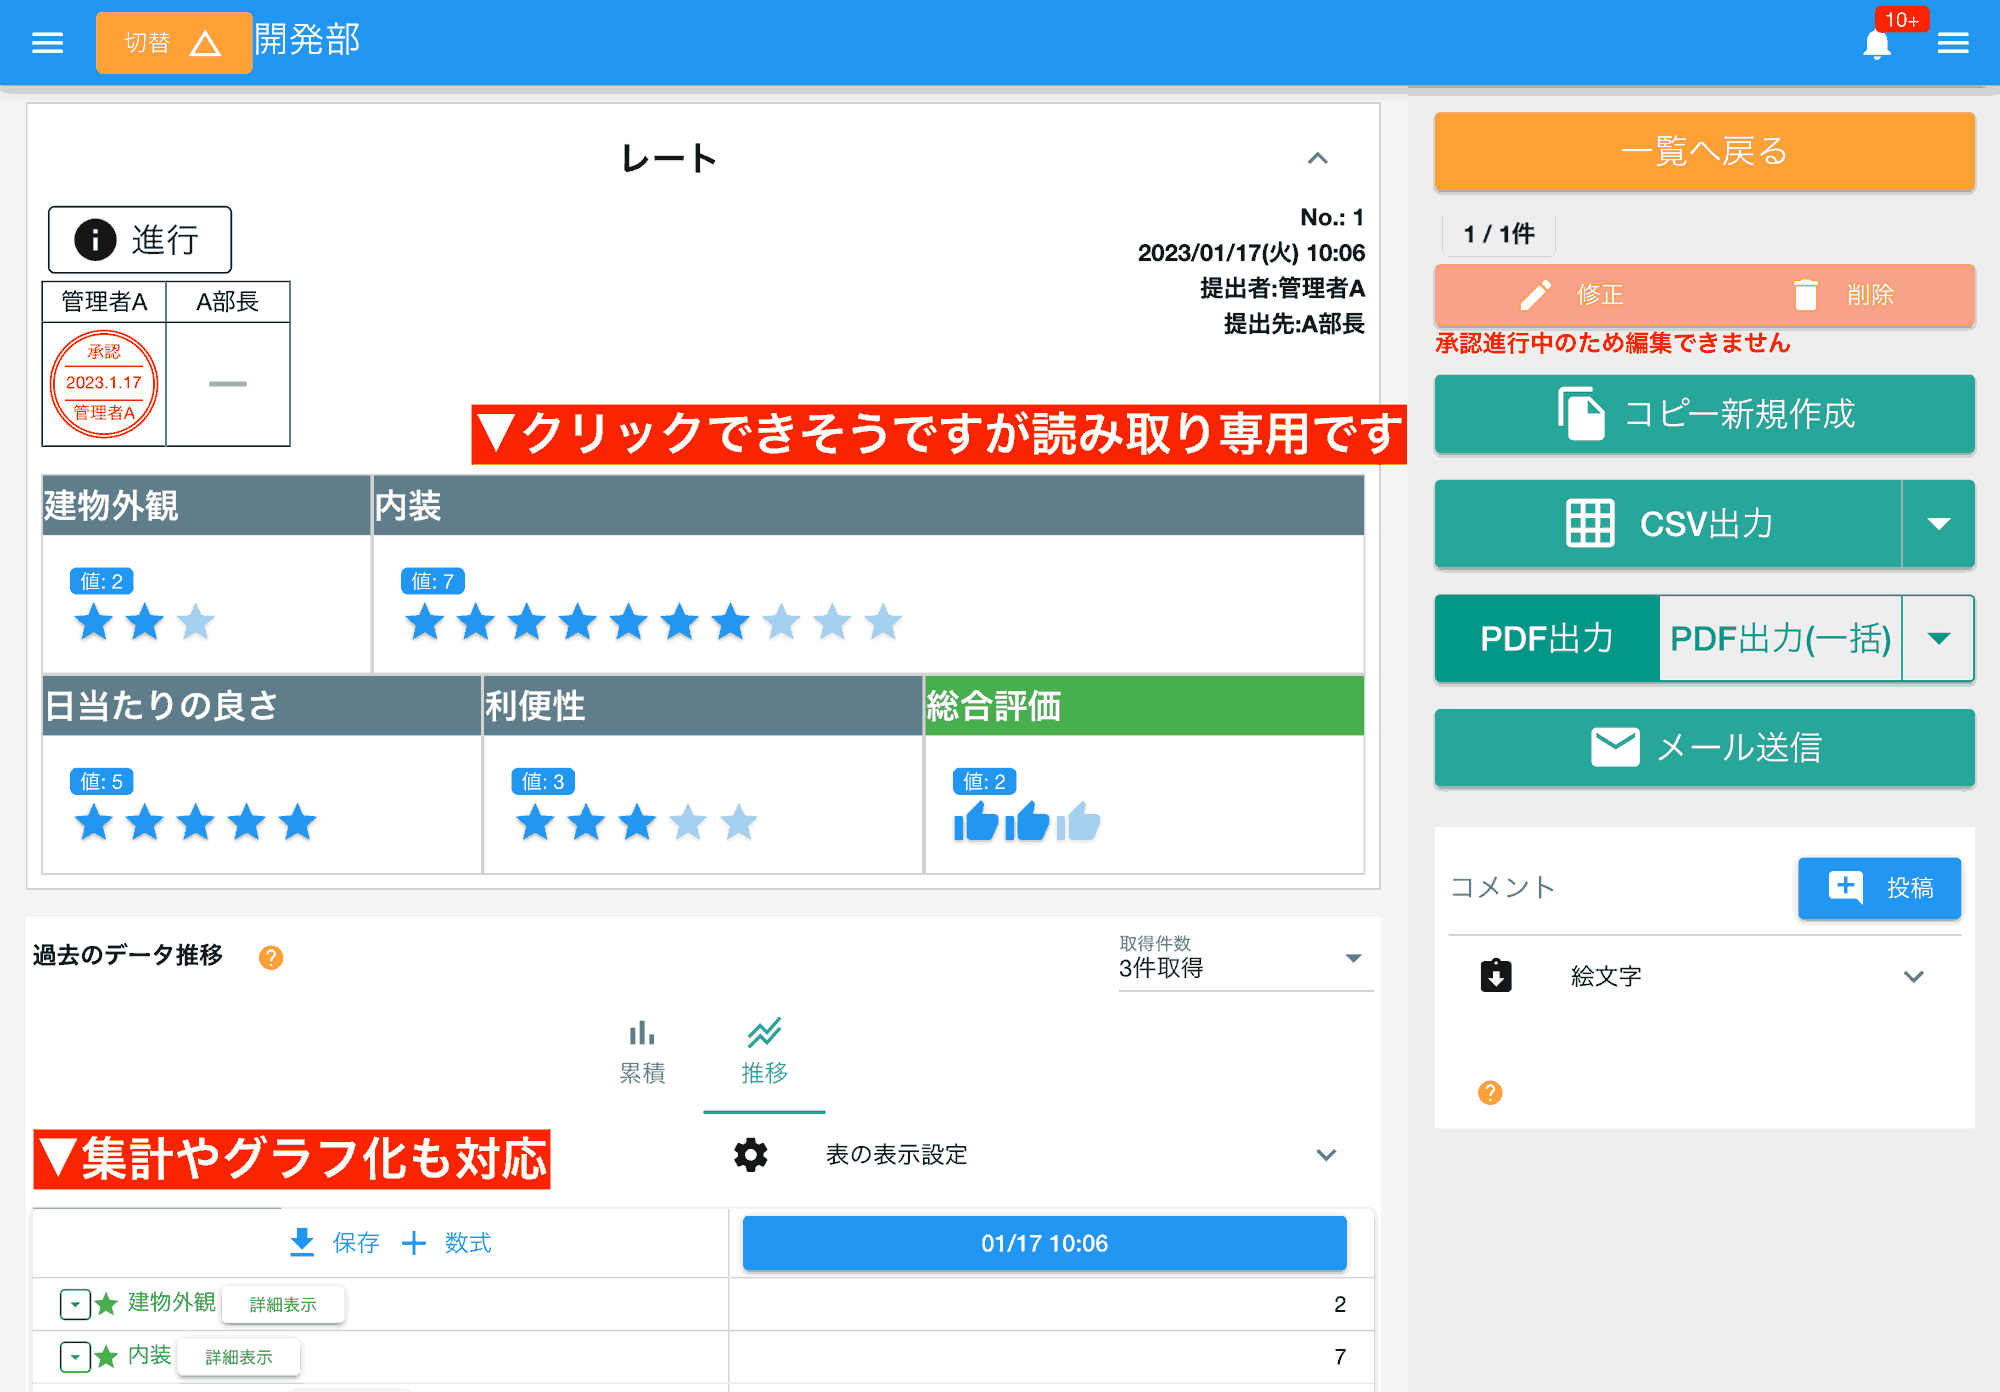 切替 開発部
10+
レート
進行
No.: 1
2023/01/17(火) 10:06
提出者:管理者A
提出先:A部長
管理者A A部長
承認
2023.1.17
管理者A
▼クリックできそうですが読み取り専用です
建物外観 内装
値: 2 値: 7
日当たりの良さ 利便性 総合評価
値: 5 値: 3 値: 2
過去のデータ推移 ?
取得件数
3件取得
累積 推移
▼集計やグラフ化も対応
表の表示設定
保存 数式 01/17 10:06
建物外観 詳細表示 2
内装 詳細表示 7
一覧へ戻る
1 / 1件
修正 削除
承認進行中のため編集できません
コピー新規作成
CSV出力
PDF出力 PDF出力(一括)
メール送信
コメント 投稿
絵文字
?